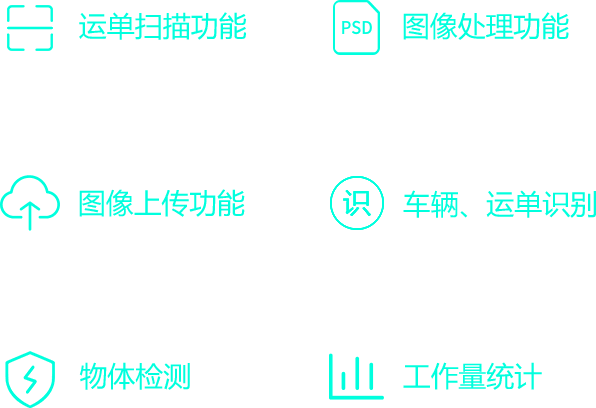 运单扫描功能
PSD
图像处理功能
图像上传功能
识
车辆、运单识别
物体检测
工作量统计